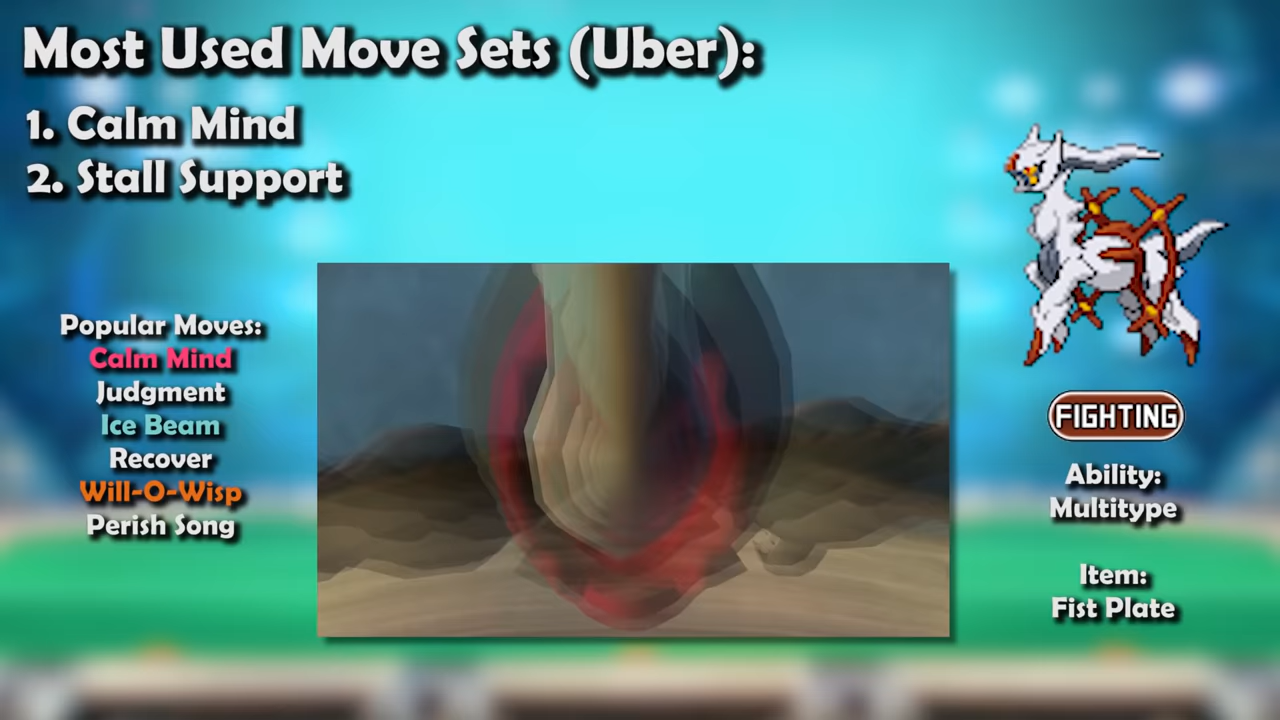 Most Used Move Sets (Uber):
1. Calm Mind
2. Stall Support
Popular Moves:
Calm Mind
Judgment
Ice Beam
Recover
Will-O-Wisp
Perish Song
FIGHTING
Ability:
Multitype
Item:
Fist Plate